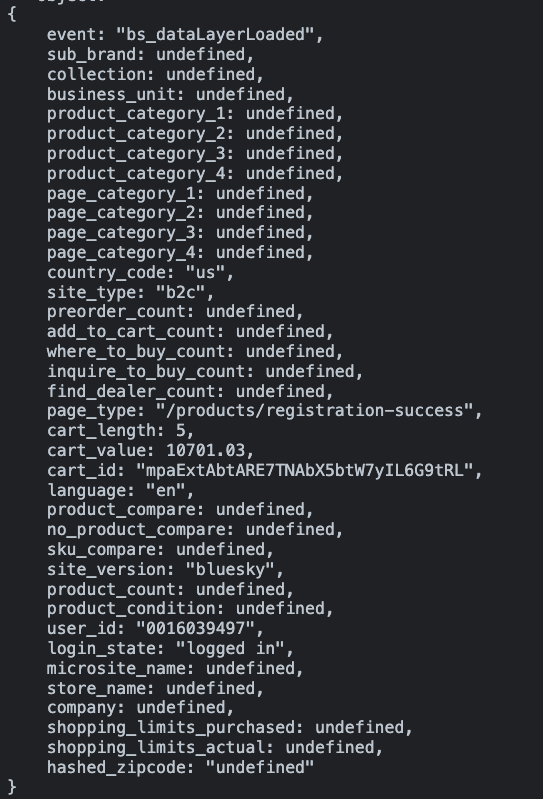 {
event: "bs_dataLayerLoaded",
sub_brand: undefined,
collection: undefined,
business_unit: undefined,
product_category_1: undefined,
product_category_2: undefined,
product_category_3: undefined,
product_category_4: undefined,
page_category_1: undefined,
page_category_2: undefined,
page_category_3: undefined,
page_category_4: undefined,
country_code: "us",
site_type: "b2c",
preorder_count: undefined,
add_to_cart_count: undefined,
where_to_buy_count: undefined,
inquire_to_buy_count: undefined,
find_dealer_count: undefined,
page_type: "/products/registration-success",
cart_length: 5,
cart_value: 10701.03,
cart_id: "mpaExtAbtARE7TNAbX5btW7yIL6G9tRL",
language: "en",
product_compare: undefined,
no_product_compare: undefined,
sku_compare: undefined,
site_version: "bluesky",
product_count: undefined,
product_condition: undefined,
user_id: "0016039497",
login_state: "logged in",
microsite_name: undefined,
store_name: undefined,
company: undefined,
shopping_limits_purchased: undefined,
shopping_limits_actual: undefined,
hashed_zipcode: "undefined"
}